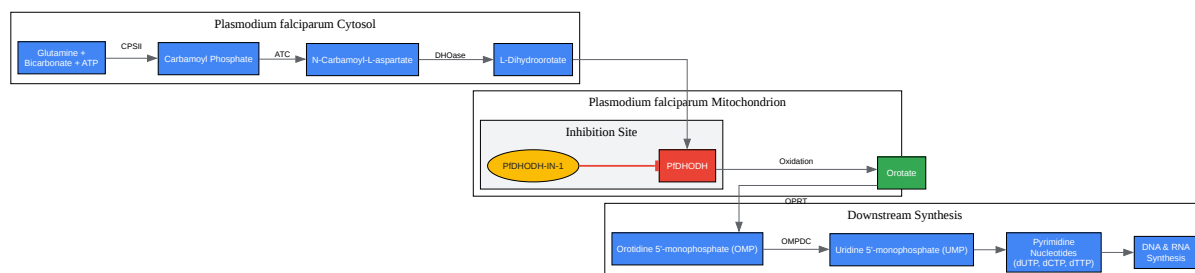 Plasmodium falciparum Cytosol
Glutamine +
Bicarbonate + ATP
CPSII
Carbamoyl Phosphate
ATC
N-Carbamoyl-L-aspartate
DHOase
L-Dihydroorotate
Plasmodium falciparum Mitochondrion
Inhibition Site
PfDHODH-IN-1
PfDHODH
Oxidation
Orotate
OPRT
Downstream Synthesis
Orotidine 5'-monophosphate (OMP)
OMPDC
Uridine 5'-monophosphate (UMP)
Pyrimidine
Nucleotides
(dUTP, dCTP, dTTP)
DNA & RNA
Synthesis